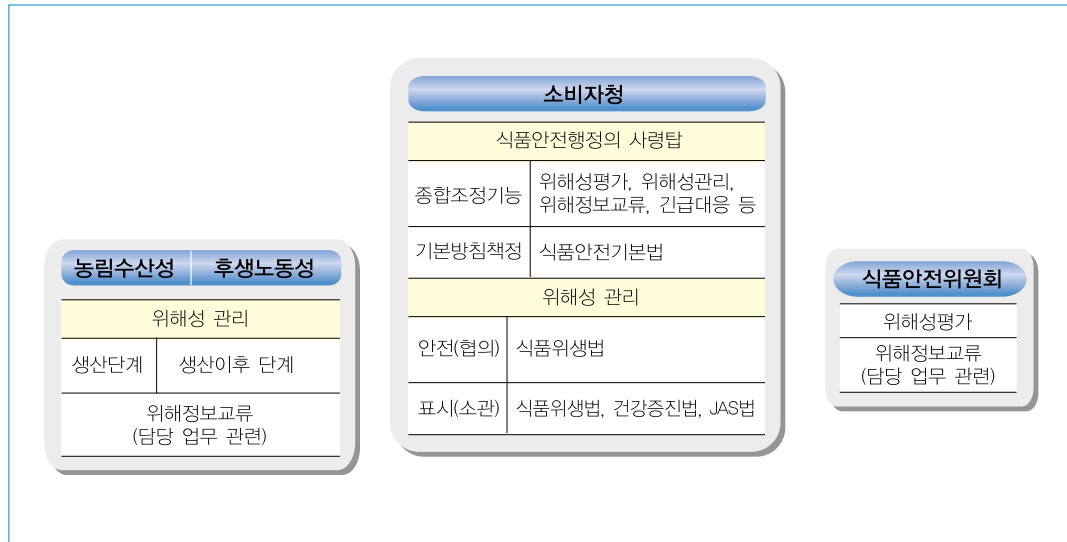 농림수산성 후생노동성
위해성 관리
생산단계 생산이후 단계
위해정보교류
(담당 업무 관련)
소비자청
식품안전행정의 사령탑
종합조정기능 위해성평가, 위해성관리,
위해정보교류, 긴급대응 등
기본방침책정 식품안전기본법
위해성 관리
안전(협의) 식품위생법
표시(소관) 식품위생법, 건강증진법, JAS법
식품안전위원회
위해성평가
위해정보교류
(담당 업무 관련)